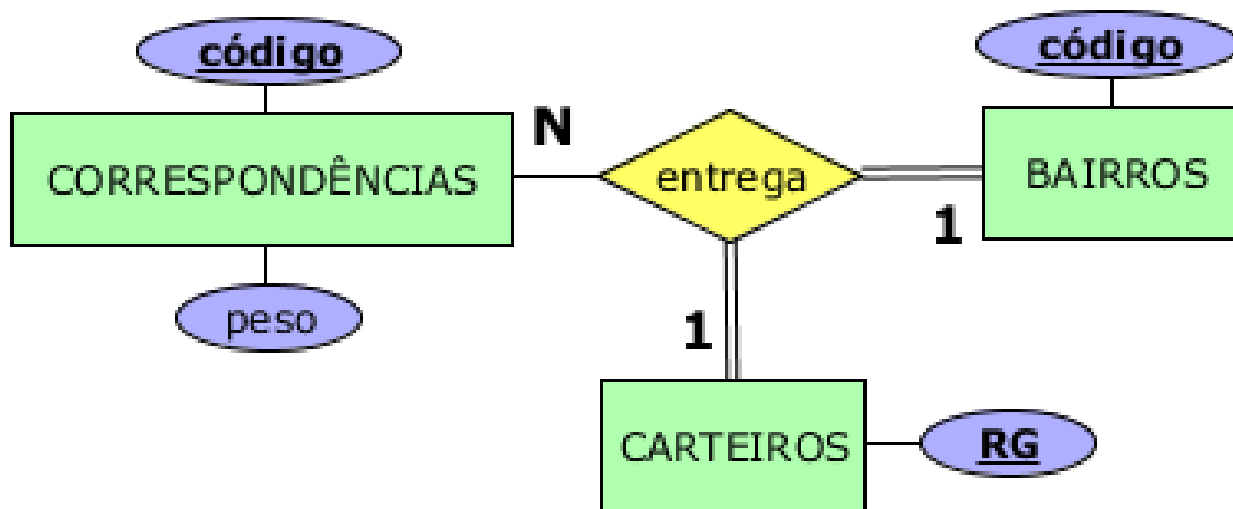 código
código
CORRESPONDÊNCIAS
N
entrega
BAIRROS
1
peso
1
CARTEIROS
RG